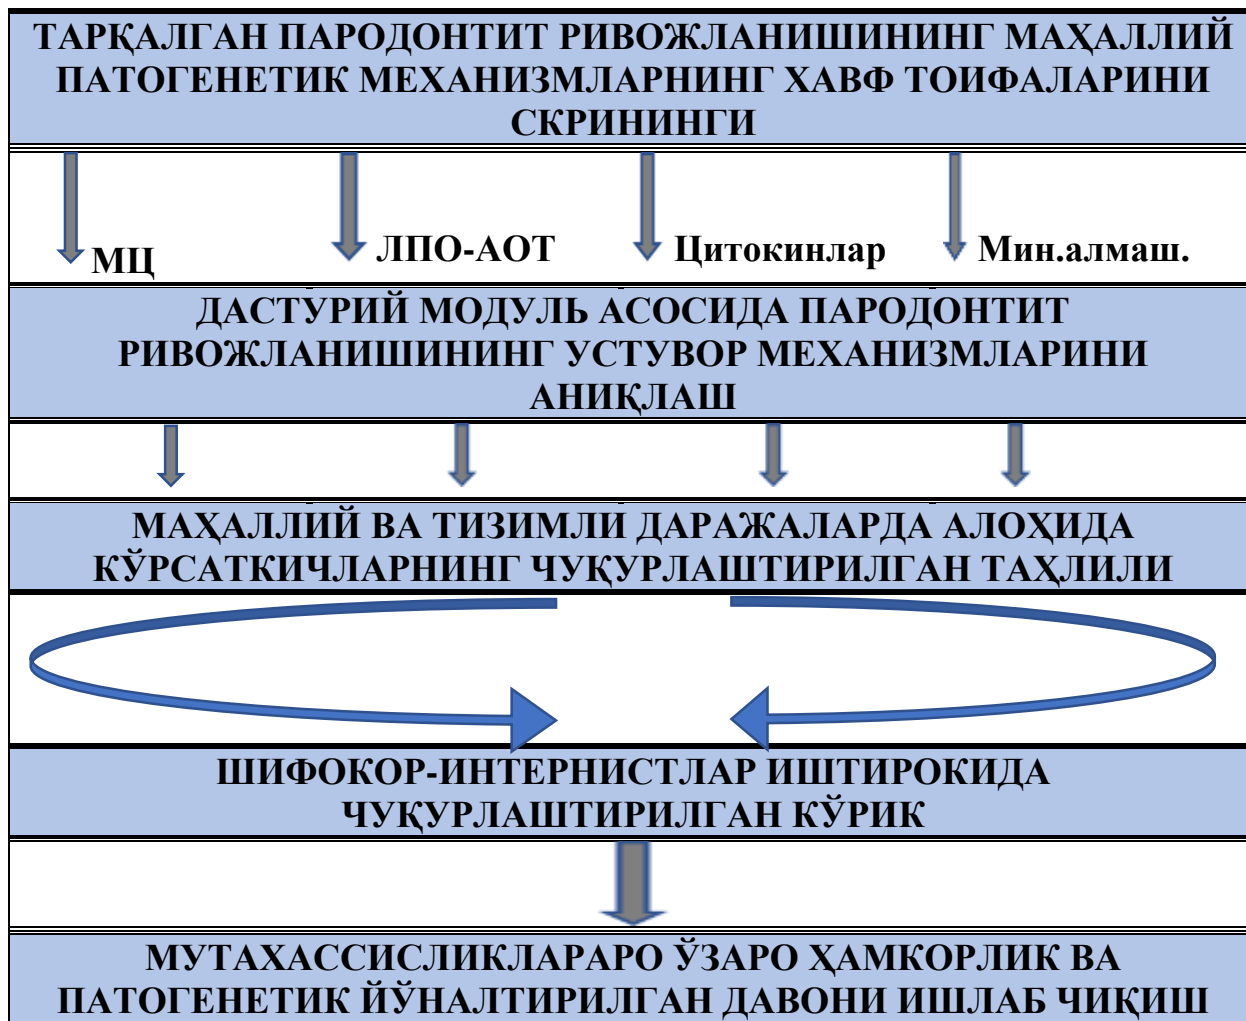 ТАРҚАЛГАН ПАРОДОНТИТ РИВОЖЛАНИШИНИНГ МАҲАЛЛИЙ
ПАТОГЕНЕТИК МЕХАНИЗМЛАРНИНГ ХАВФ ТОИФАЛАРИНИ
СКРИНИНГИ
МЦ ЛПО-АОТ Цитокинлар Мин.алмаш.
ДАСТУРИЙ МОДУЛЬ АСОСИДА ПАРОДОНТИТ
РИВОЖЛАНИШИНИНГ УСТУВОР МЕХАНИЗМЛАРИНИ
АНИҚЛАШ
МАҲАЛЛИЙ ВА ТИЗИМЛИ ДАРАЖАЛАРДА АЛОҲИДА
КЎРСАТКИЧЛАРНИНГ ЧУҚУРЛАШТИРИЛГАН ТАҲЛИЛИ
ШИФОКОР-ИНТЕРНИСТЛАР ИШТИРОКИДА
ЧУҚУРЛАШТИРИЛГАН КЎРИК
МУТАХАССИСЛИКЛАРАРО ЎЗАРО ҲАМКОРЛИК ВА
ПАТОГЕНЕТИК ЙЎНАЛТИРИЛГАН ДАВОНИ ИШЛАБ ЧИҚИШ